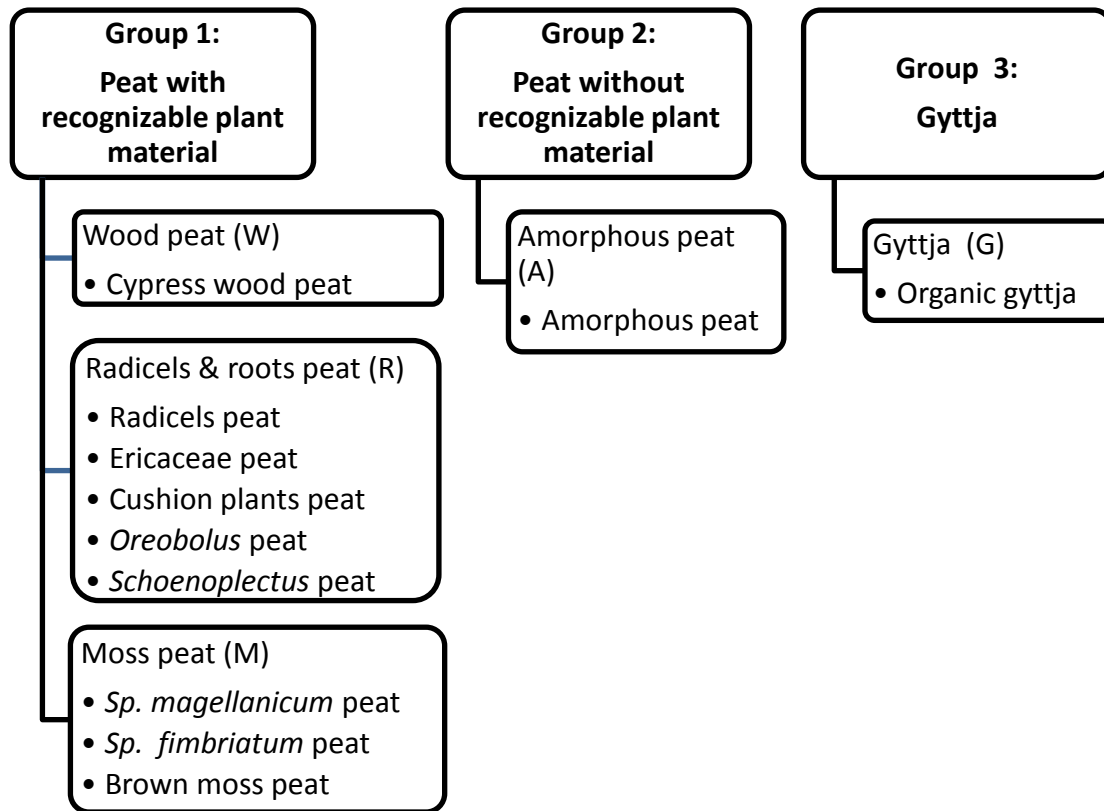 Group 1:
Peat with
recognizable plant
material
Wood peat (W)
• Cypress wood peat
Radicels & roots peat (R)
• Radicels peat
• Ericaceae peat
• Cushion plants peat
• Oreobolus peat
• Schoenoplectus peat
Moss peat (M)
• Sp. magellanicum peat
• Sp. fimbriatum peat
• Brown moss peat
Group 2:
Peat without
recognizable plant
material
Amorphous peat
(A)
• Amorphous peat
Group 3:
Gyttja
Gyttja (G)
• Organic gyttja